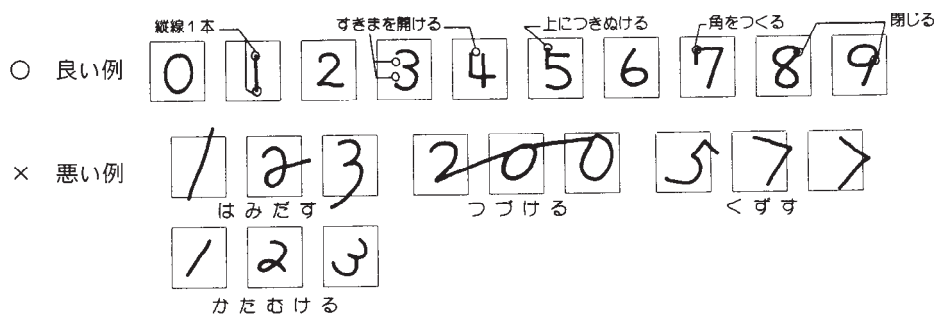 縦線1本 すきまを開ける 上につきぬける 角をつくる 閉じる
○ 良い例 0 1 2 3 4 5 6 7 8 9
× 悪い例 1 2 3 2 0 0 5 7 7
はみだす つづける くずす
1 2 3
かたむける